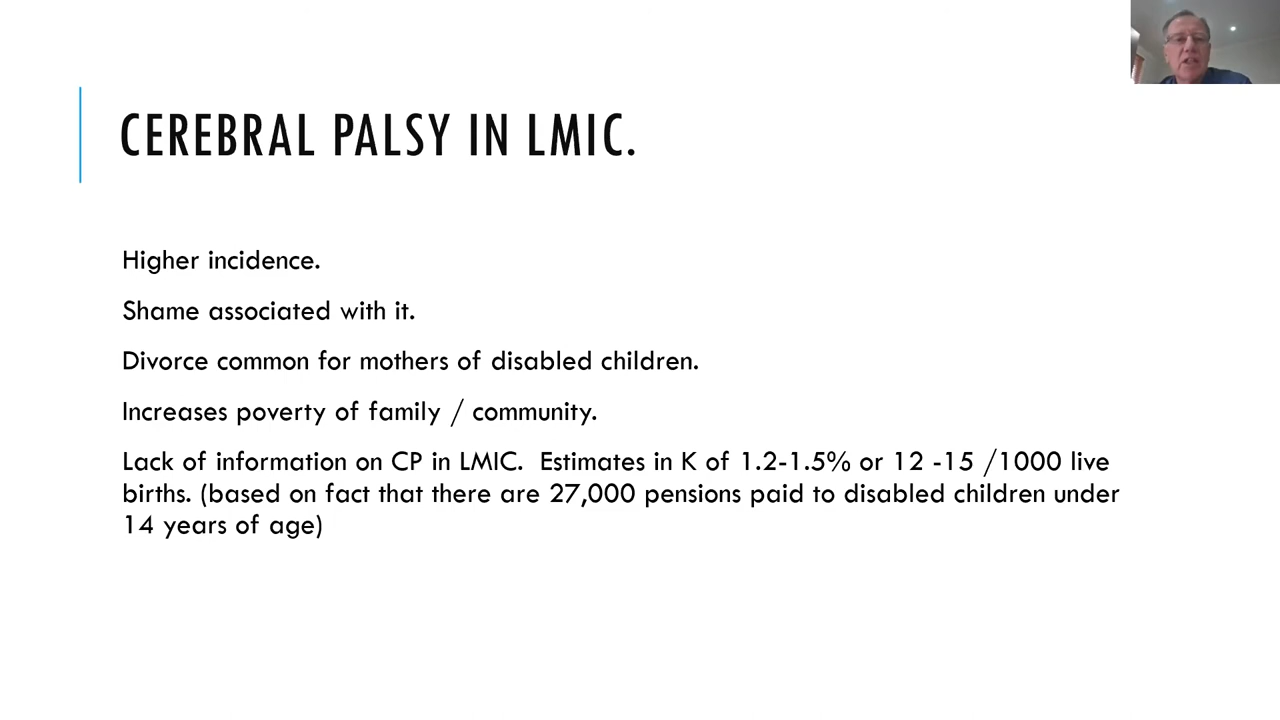 CEREBRAL PALSY IN LMIC.
Higher incidence.
Shame associated with it.
Divorce common for mothers of disabled children.
Increases poverty of family / community.
Lack of information on CP in LMIC.  Estimates in K of 1.2-1.5% or 12 -15 /1000 live
births. (based on fact that there are 27,000 pensions paid to disabled children under
14 years of age)